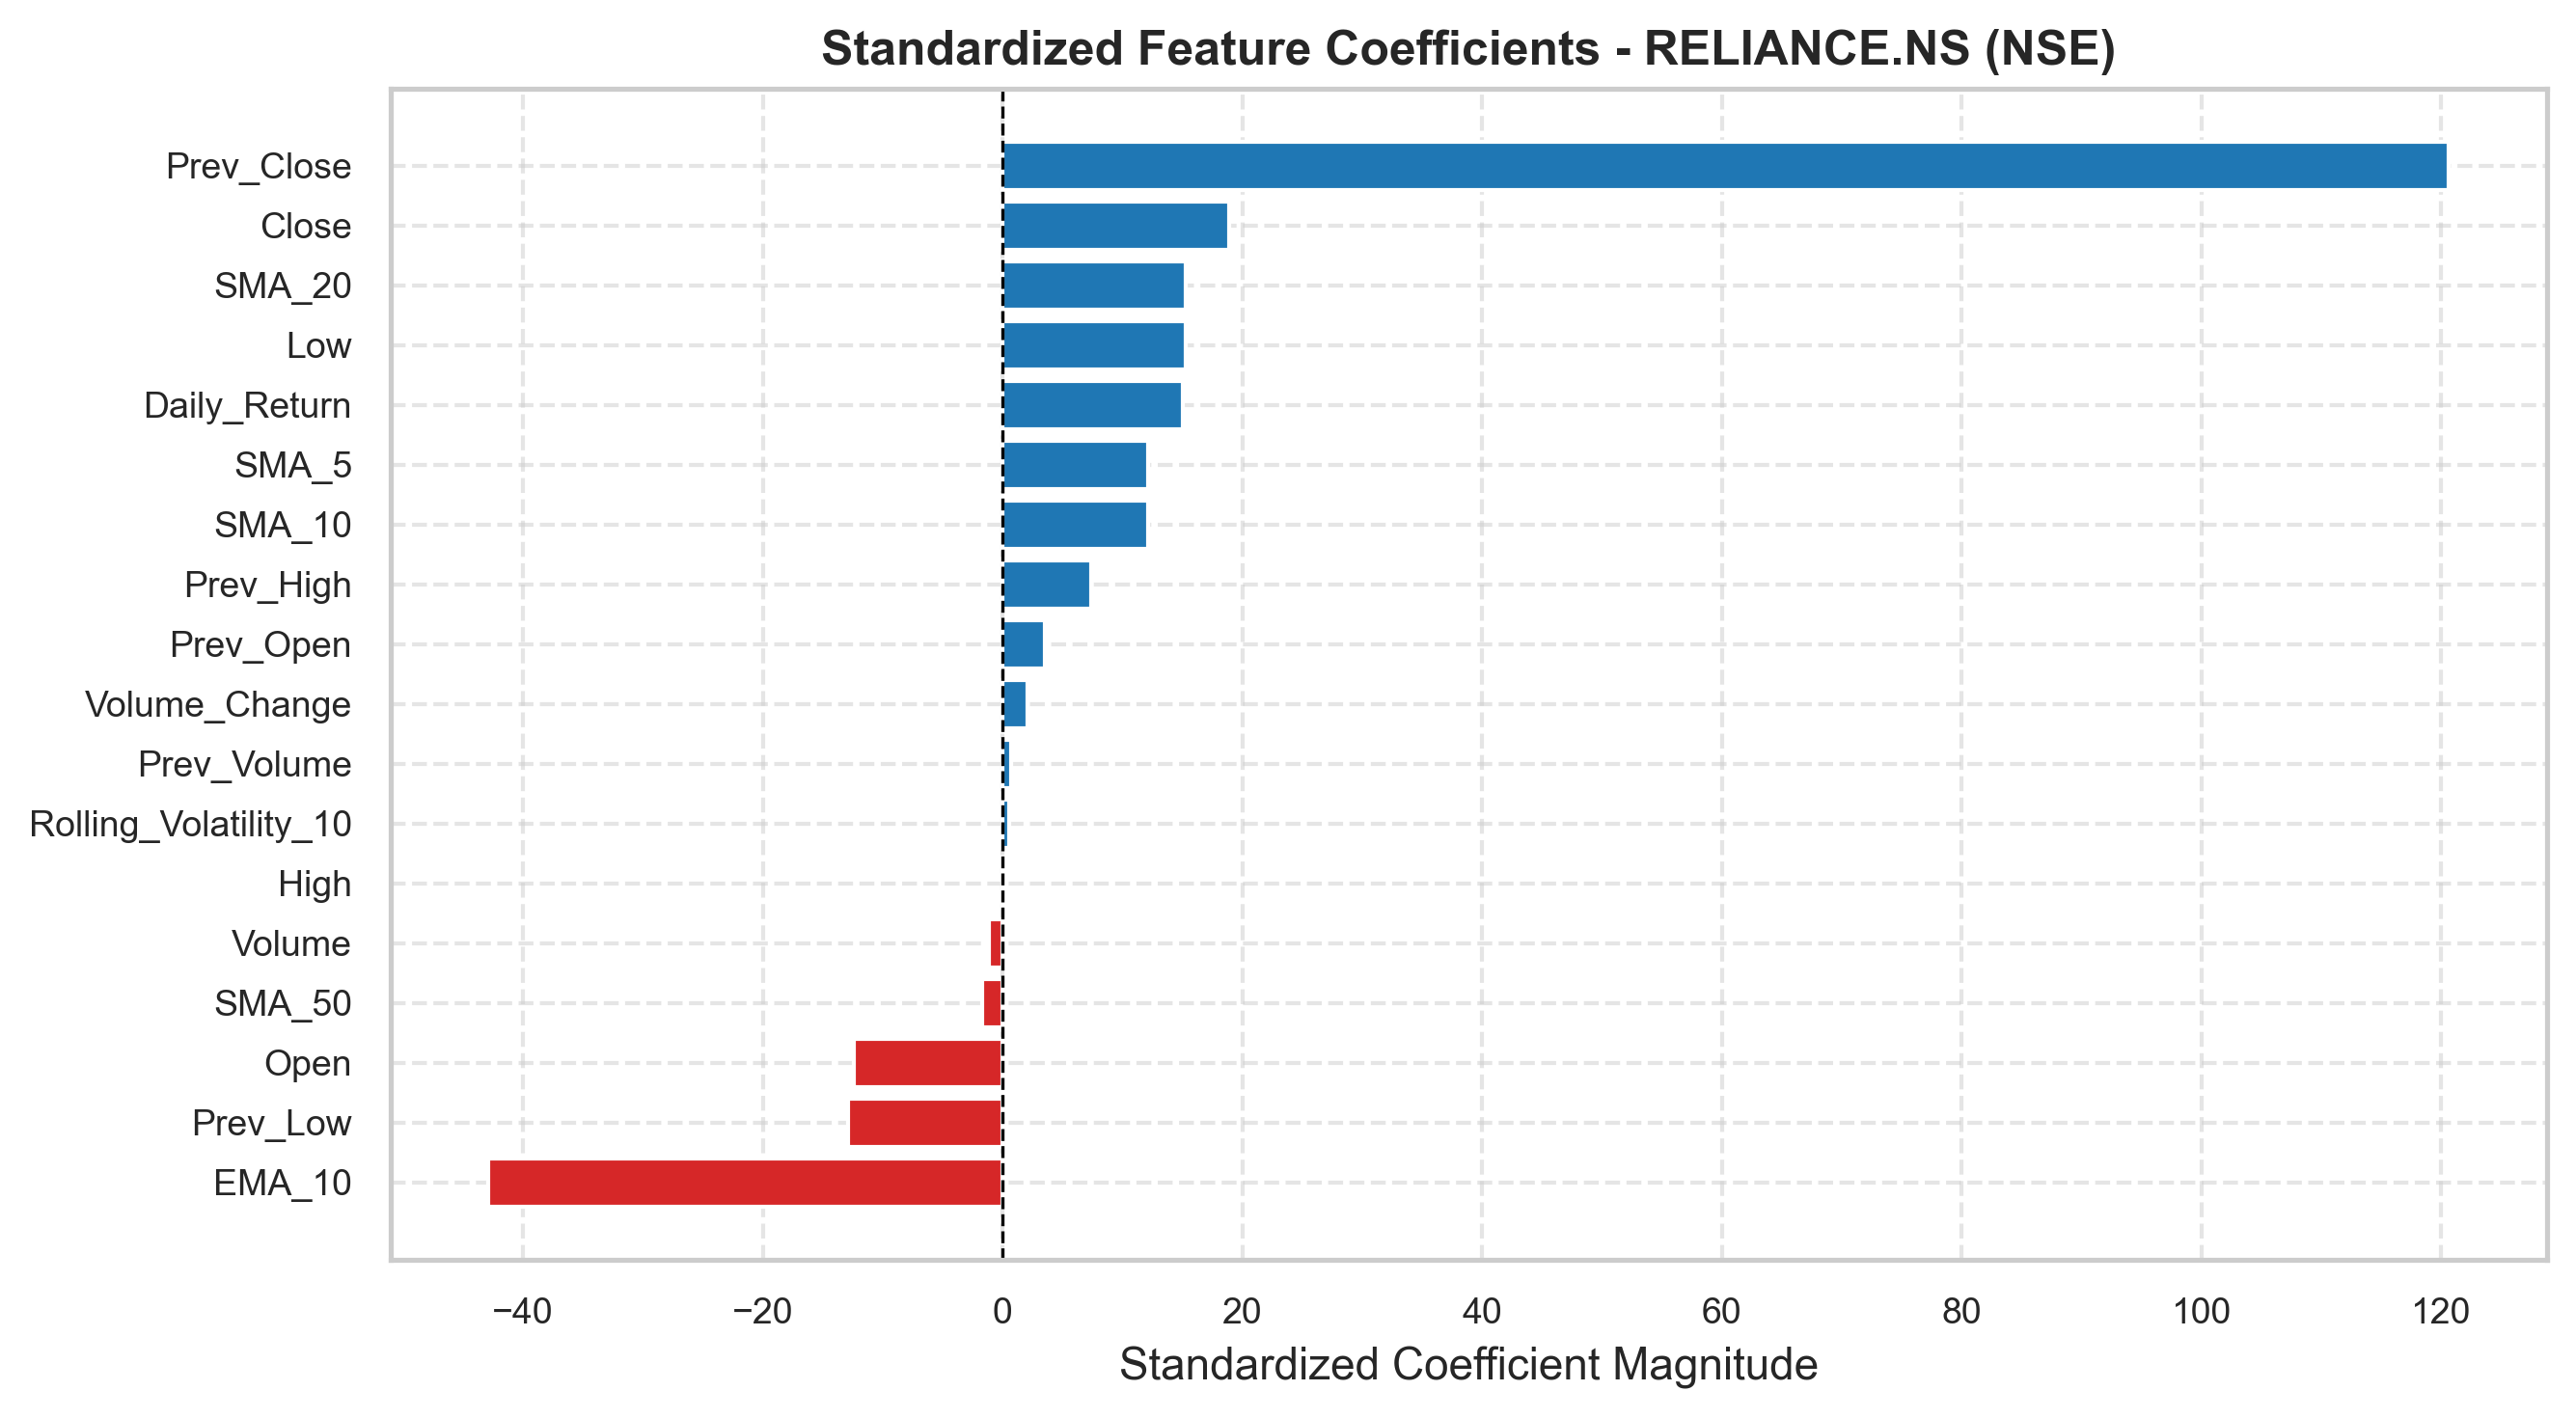 Standardized Feature Coefficients - RELIANCE.NS (NSE)
Prev_Close
Close
SMA_20
Low
Daily_Return
SMA_5
SMA_10
Prev_High
Prev_Open
Volume_Change
Prev_Volume
Rolling_Volatility_10
High
Volume
SMA_50
Open
Prev_Low
EMA_10
−40 −20 0 20 40 60 80 100 120
Standardized Coefficient Magnitude